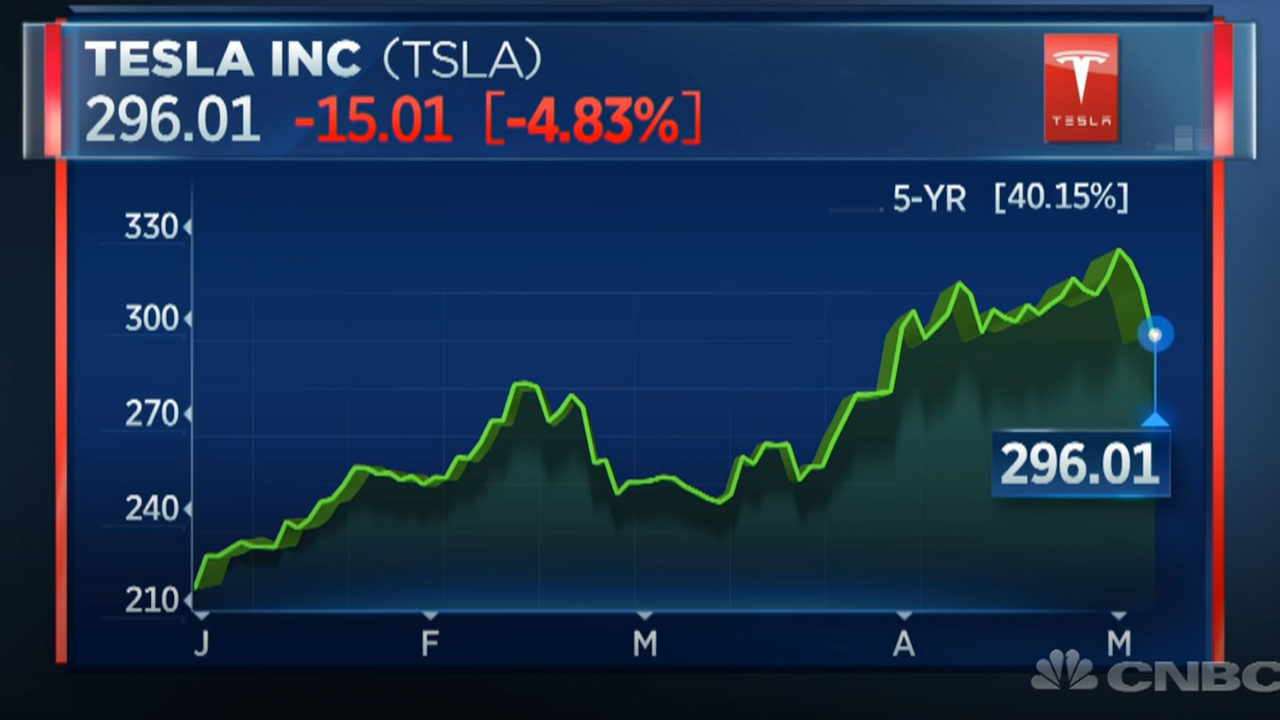 TESLA INC (TSLA)
296.01 -15.01 [-4.83%]
TESLA
5-YR [40.15%]
330
300
270
240
210
296.01
J F M A M
CNBC